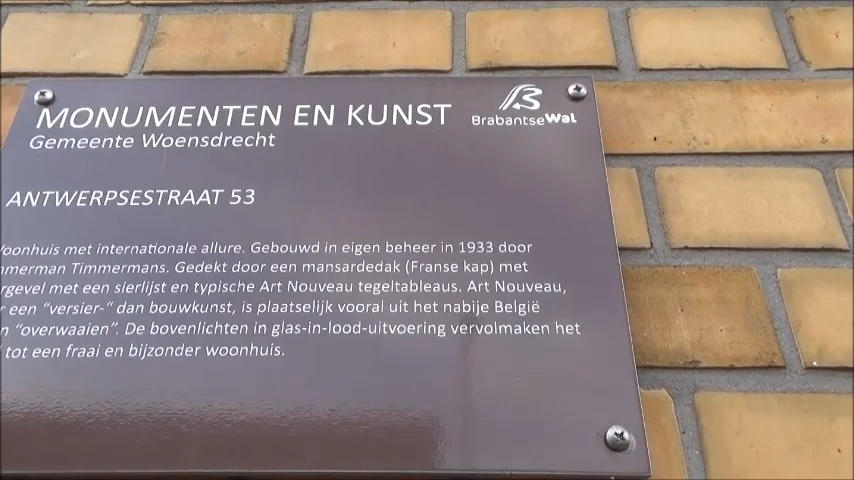 MONUMENTEN EN KUNST
BrabantseWal
Gemeente Woensdrecht
ANTWERPSESTRAAT 53
Woonhuis met internationale allure. Gebouwd in eigen beheer in 1933 door
Timmermans. Gedekt door een mansardedak (Franse kap) met
met een sierlijst en typische Art Nouveau tegeltableaus. Art Nouveau,
een "versier-“ dan bouwkunst, is plaatselijk vooral uit het nabije België
"overwaaien”. De bovenlichten in glas-in-lood-uitvoering vervolmaken het
tot een fraai en bijzonder woonhuis.